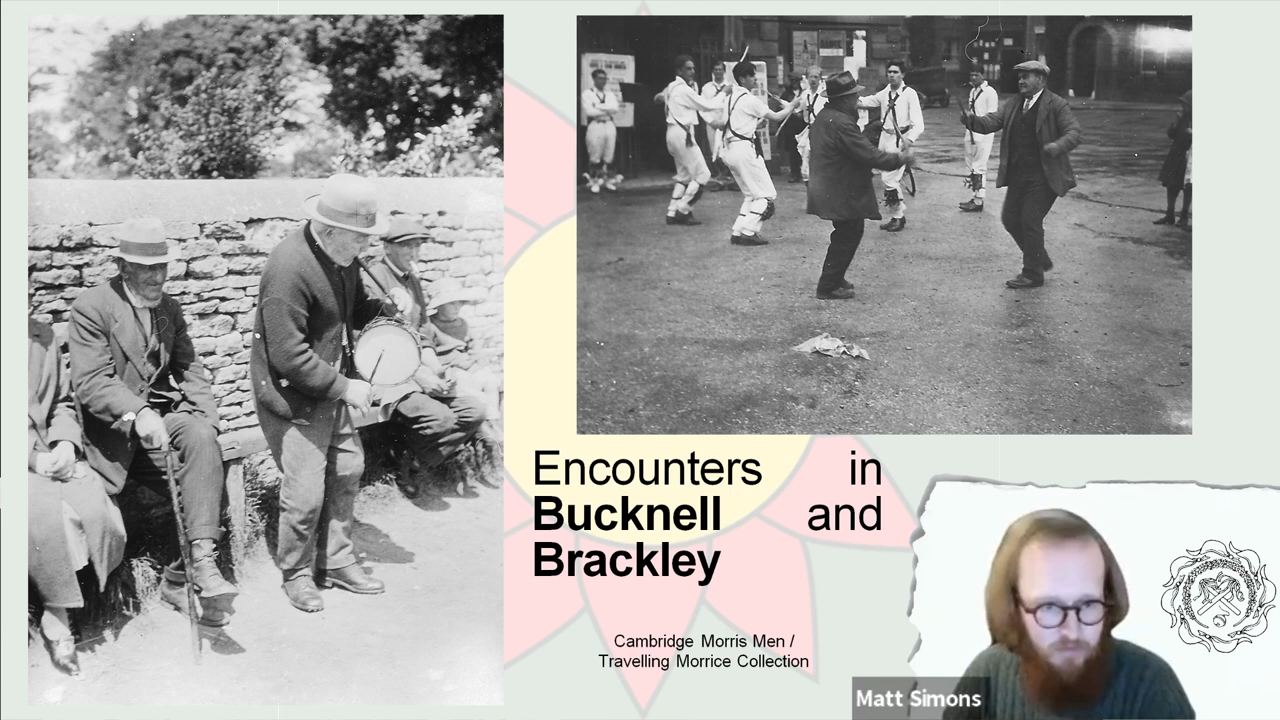 Encounters in
Bucknell and
Brackley
Cambridge Morris Men /
Travelling Morrice Collection
Matt Simons